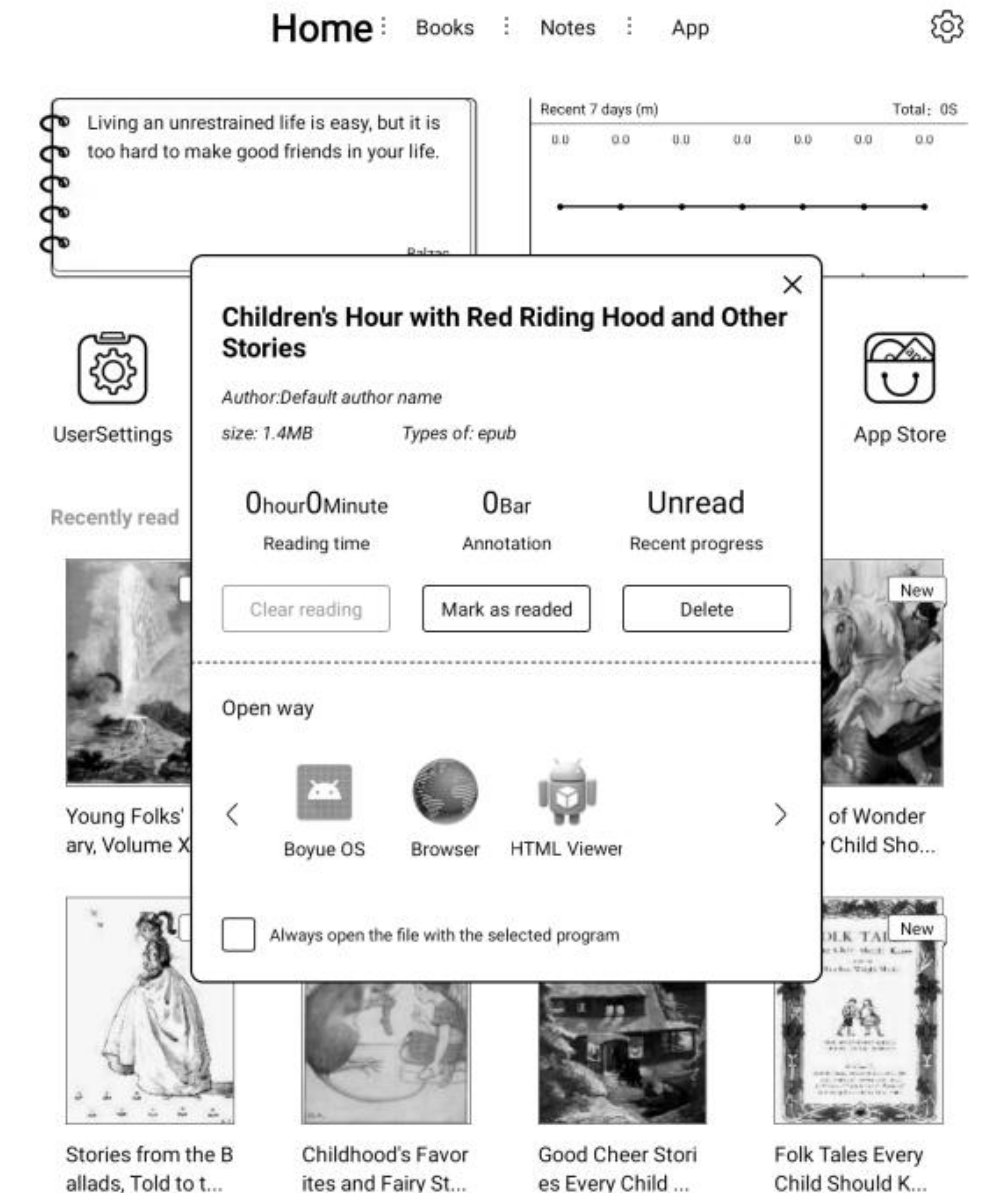 Home
Books
Notes
App
Living an unrestrained life is easy, but it is
too hard to make good friends in your life.
Balzac
Recent 7 days (m)
Total: 0S
0.0 0.0 0.0 0.0 0.0 0.0 0.0
UserSettings
App Store
Recently read
Children's Hour with Red Riding Hood and Other
Stories
Author:Default author name
size: 1.4MB
Types of: epub
0hour0Minute
Reading time
0Bar
Annotation
Unread
Recent progress
Clear reading
Mark as readed
Delete
Open way
Boyue OS
Browser
HTML Viewer
Always open the file with the selected program
Young Folks'
ary, Volume X
New
of Wonder
Child Sho...
Stories from the B
allads, Told to t...
Childhood's Favor
ites and Fairy St...
Good Cheer Stori
es Every Child ...
New
Folk Tales Every
Child Should K...